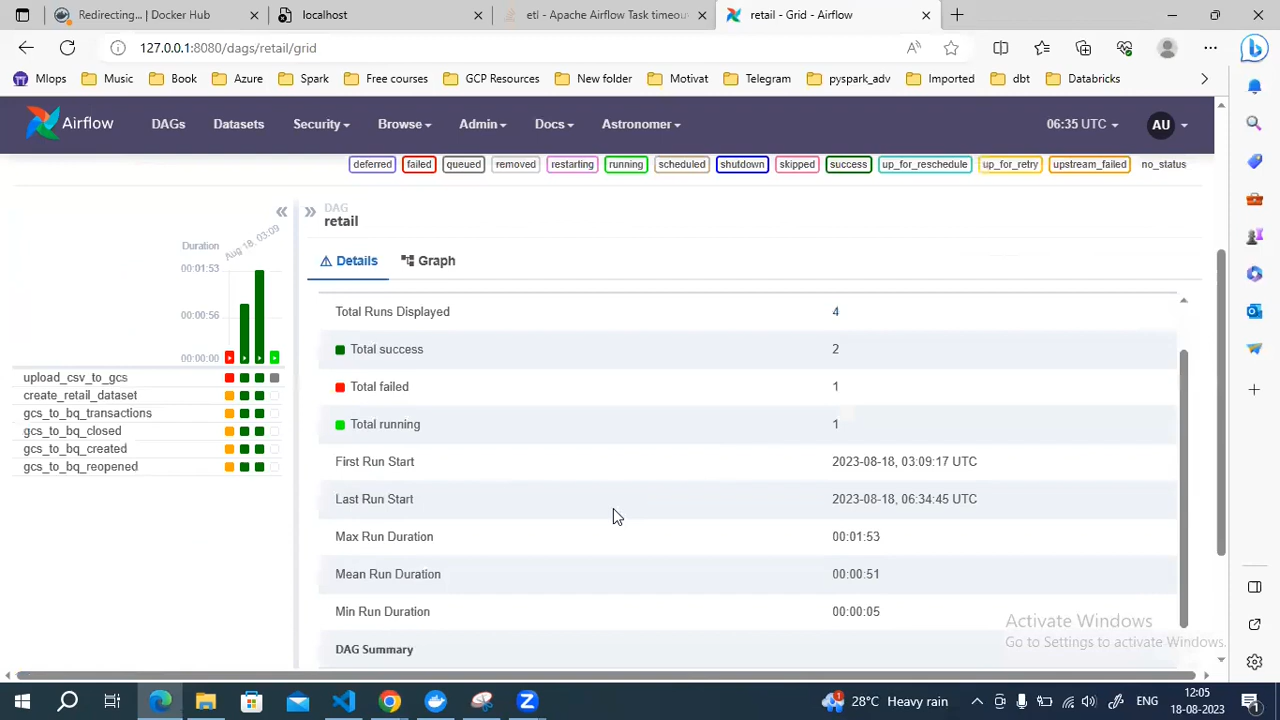 Redirecting... | Docker Hub
localhost
etl - Apache Airflow Task timeou
retail - Grid - Airflow
127.0.0.1:8080/dags/retail/grid
Mlops
Music
Book
Azure
Spark
Free courses
GCP Resources
New folder
Motivat
Telegram
pyspark_adv
Imported
dbt
Databricks
Airflow
DAGs
Datasets
Security
Browse
Admin
Docs
Astronomer
06:35 UTC
AU
deferred
failed
queued
removed
restarting
running
scheduled
shutdown
skipped
success
up_for_reschedule
up_for_retry
upstream_failed
no_status
DAG
retail
Duration
Aug 18, 03:09
00:01:53
00:00:56
00:00:00
upload_csv_to_gcs
create_retail_dataset
gcs_to_bq_transactions
gcs_to_bq_closed
gcs_to_bq_created
gcs_to_bq_reopened
Details
Graph
Total Runs Displayed 4
Total success 2
Total failed 1
Total running 1
First Run Start 2023-08-18, 03:09:17 UTC
Last Run Start 2023-08-18, 06:34:45 UTC
Max Run Duration 00:01:53
Mean Run Duration 00:00:51
Min Run Duration 00:00:05
DAG Summary
Activate Windows
Go to Settings to activate Windows.
1
28°C Heavy rain
ENG
12:05
18-08-2023
1